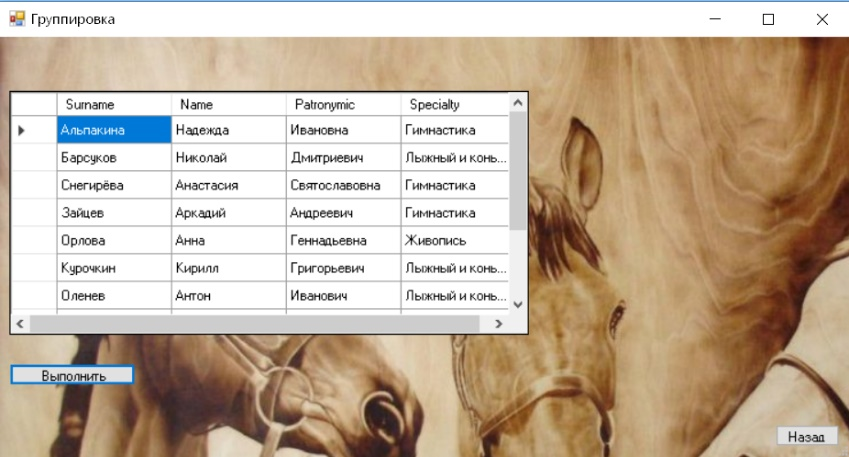 Группировка
Surname Name Patronymic Specialty
Альпакина Надежда Ивановна Гимнастика
Барсуков Николай Дмитриевич Лыжный и конь...
Снегирёва Анастасия Святославовна Гимнастика
Зайцев Аркадий Андреевич Гимнастика
Орлова Анна Геннадьевна Живопись
Курочкин Кирилл Григорьевич Лыжный и конь...
Оленев Антон Иванович Лыжный и конь...
Выполнить
Назад